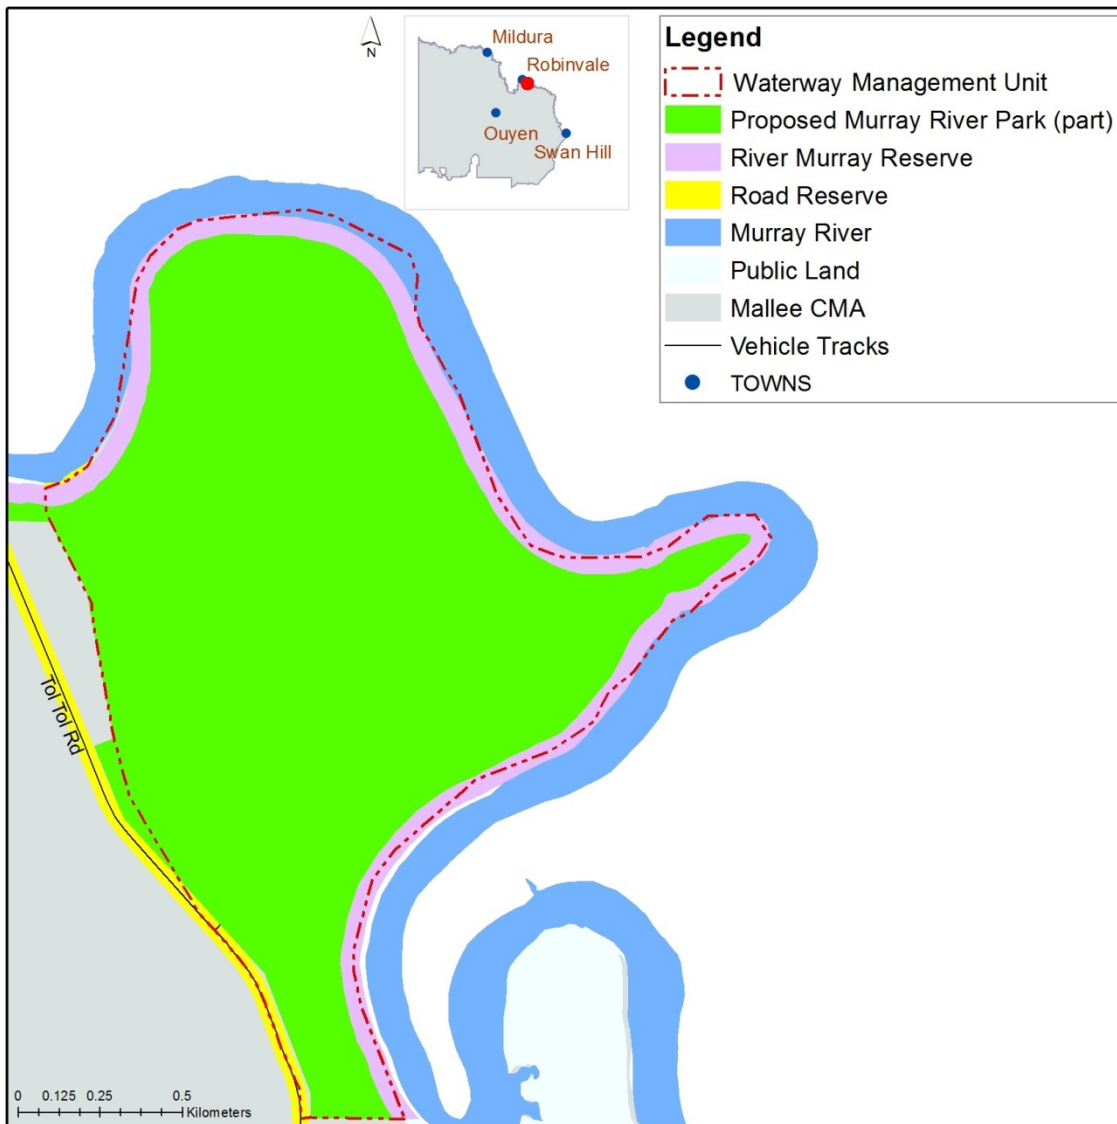 N
Mildura
Robinvale
Ouyen
Swan Hill
Legend
Waterway Management Unit
Proposed Murray River Park (part)
River Murray Reserve
Road Reserve
Murray River
Public Land
Mallee CMA
Vehicle Tracks
TOWNS
Tol Tol Rd
0 0.125 0.25 0.5
Kilometers